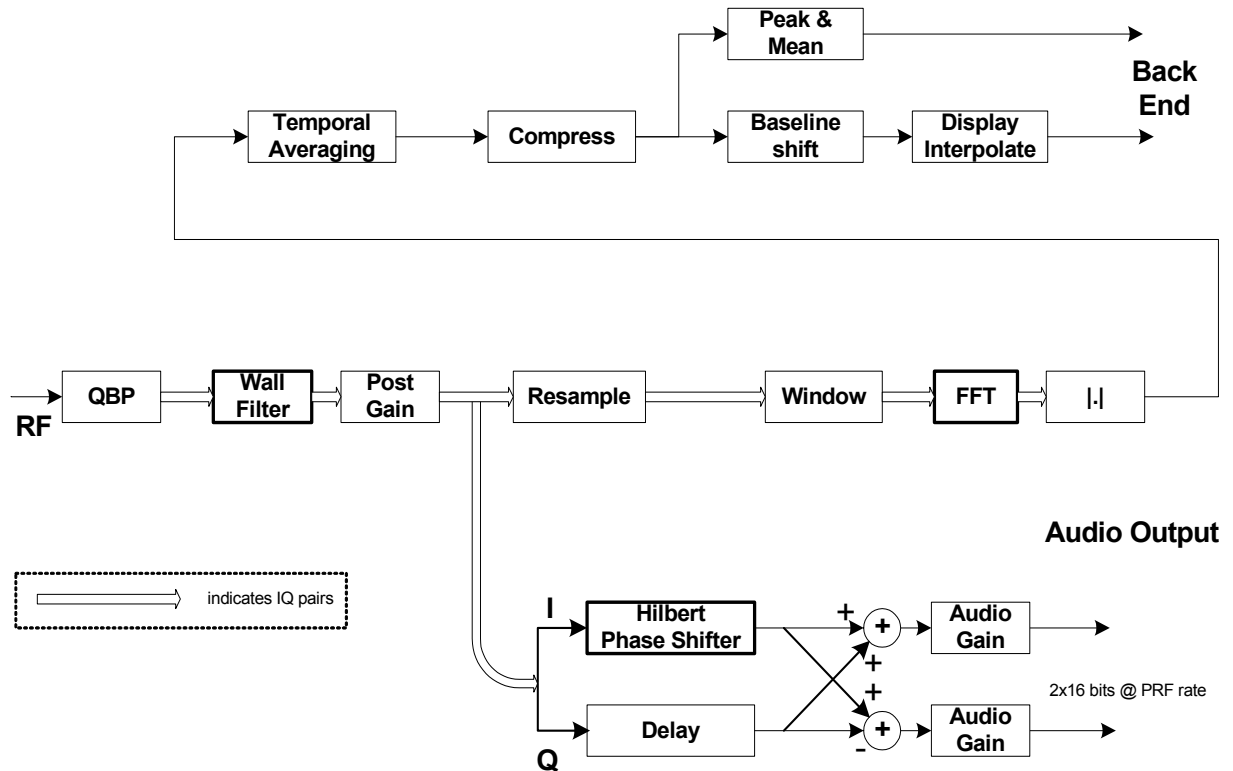 Peak &
Mean
Back
End
Temporal
Averaging
Compress
Baseline
shift
Display
Interpolate
RF
QBP
Wall
Filter
Post
Gain
Resample
Window
FFT
|.|
Audio Output
indicates IQ pairs
I
Hilbert
Phase Shifter
+
+
+
Audio
Gain
2x16 bits @ PRF rate
Q
Delay
+
-
+
Audio
Gain